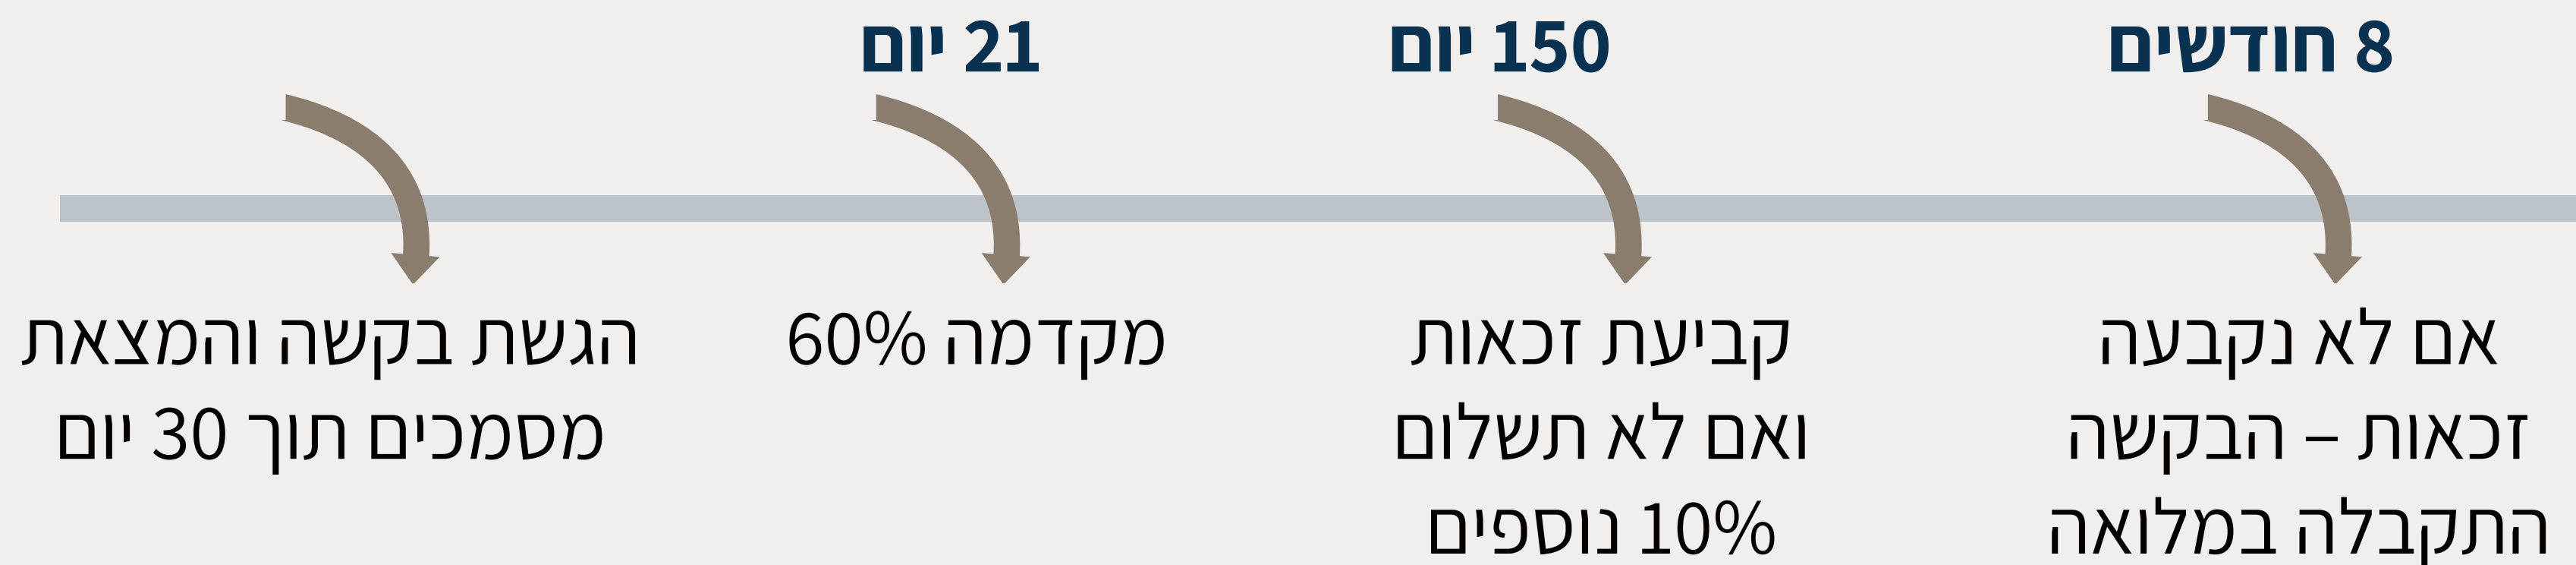 21 יום
150 יום
8 חודשים
הגשת בקשה והמצאת
מסמכים תוך 30 יום
מקדמה 60%
קביעת זכאות
ואם לא תשלום
10% נוספים
אם לא נקבעה
זכאות – הבקשה
התקבלה במלואה